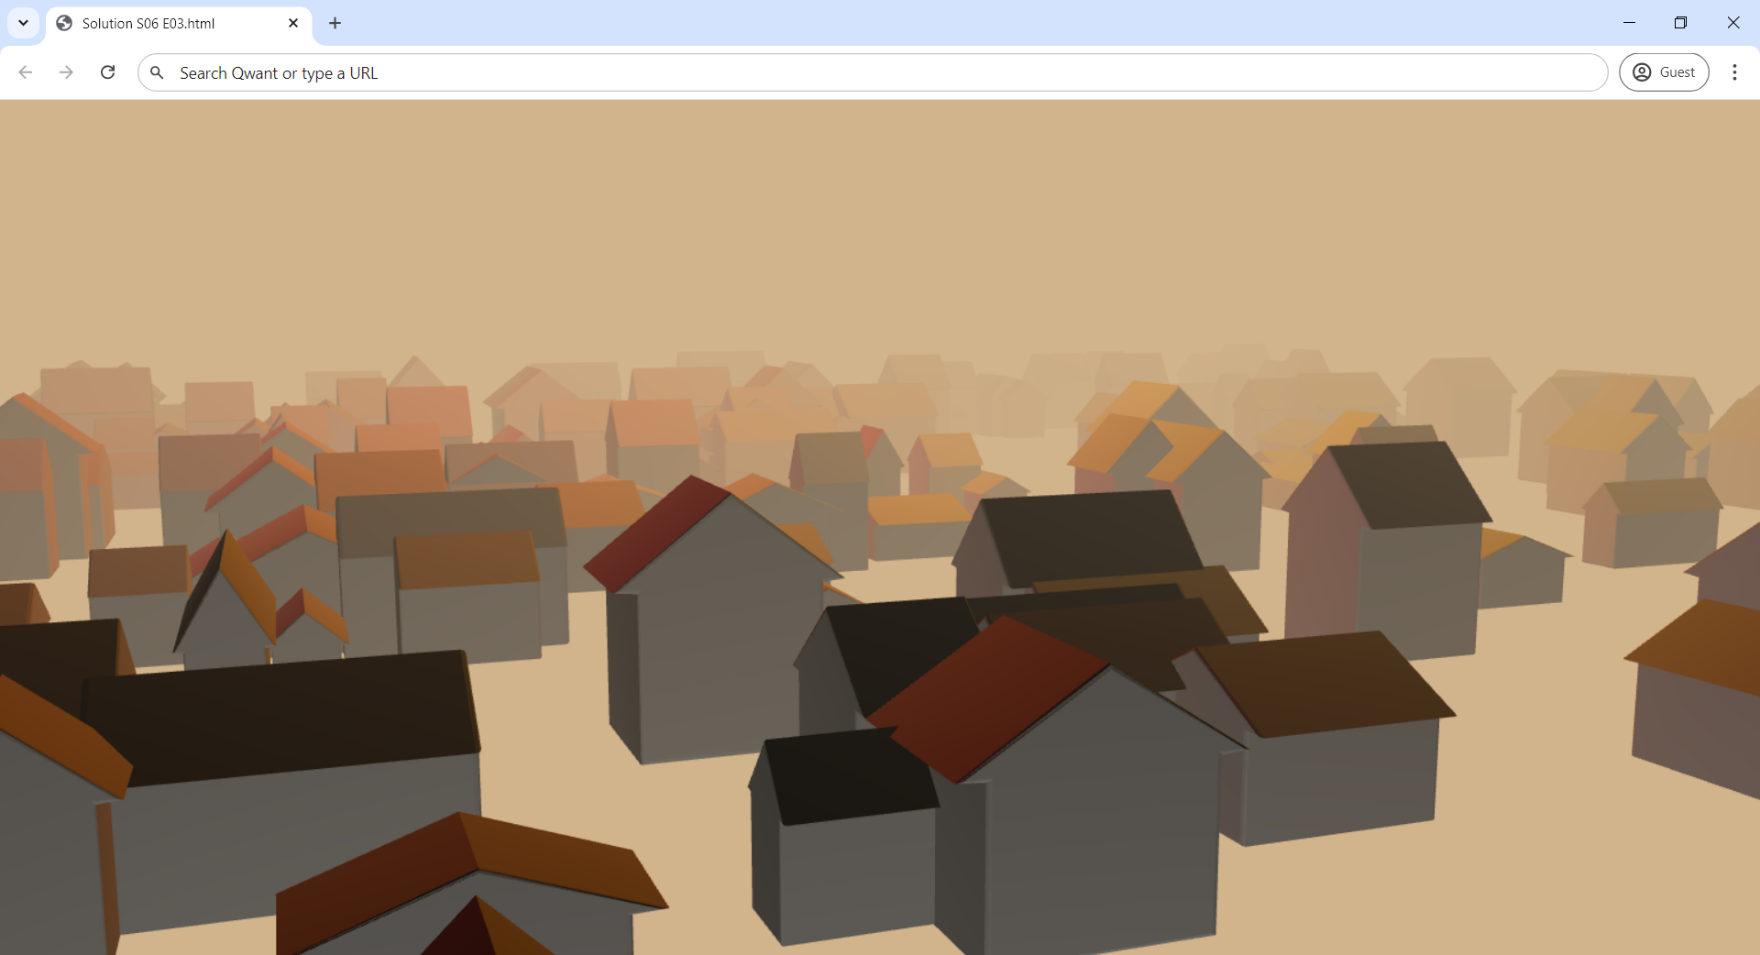 Solution S06 E03.html
Search Qwant or type a URL
Guest